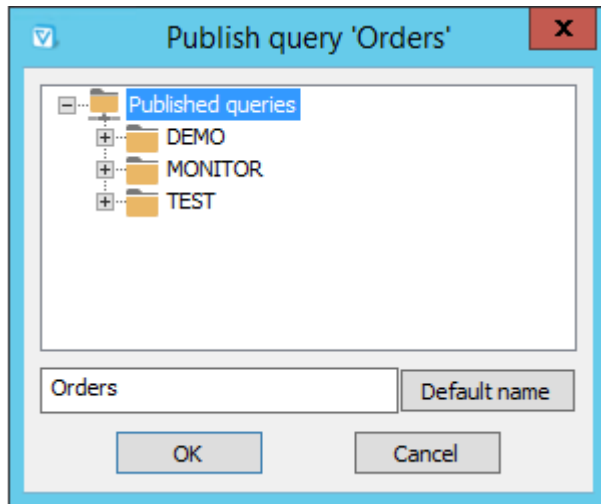 Publish query 'Orders'
x
Published queries
DEMO
MONITOR
TEST
Orders
Default name
OK
Cancel